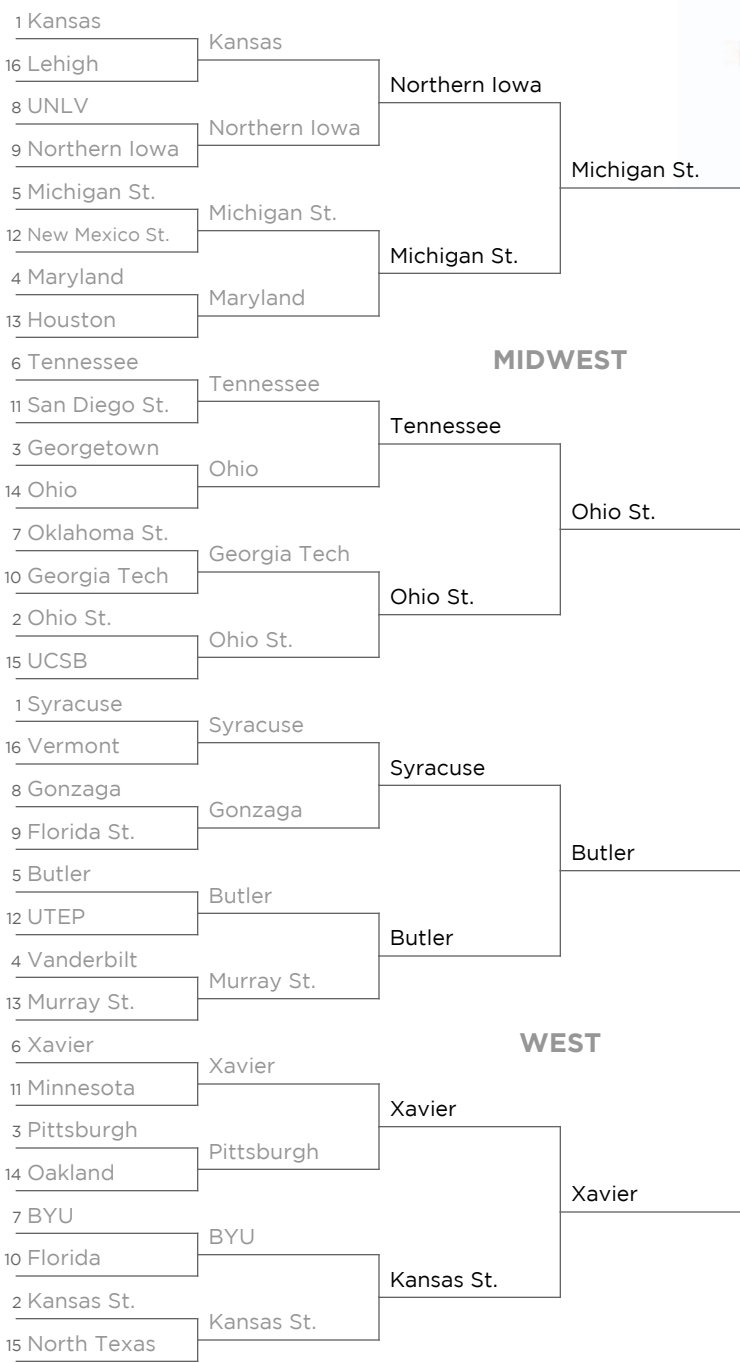 1 Kansas
16 Lehigh
8 UNLV
9 Northern Iowa
5 Michigan St.
12 New Mexico St.
4 Maryland
13 Houston
6 Tennessee
11 San Diego St.
3 Georgetown
14 Ohio
7 Oklahoma St.
10 Georgia Tech
2 Ohio St.
15 UCSB
Kansas
Northern Iowa
Michigan St.
Maryland
Tennessee
Ohio
Georgia Tech
Ohio St.
Northern Iowa
Michigan St.
Tennessee
Ohio St.
Michigan St.
Ohio St.
MIDWEST
1 Syracuse
16 Vermont
8 Gonzaga
9 Florida St.
5 Butler
12 UTEP
4 Vanderbilt
13 Murray St.
6 Xavier
11 Minnesota
3 Pittsburgh
14 Oakland
7 BYU
10 Florida
2 Kansas St.
15 North Texas
Syracuse
Gonzaga
Butler
Murray St.
Xavier
Pittsburgh
BYU
Kansas St.
Syracuse
Butler
Xavier
Kansas St.
Butler
Xavier
WEST